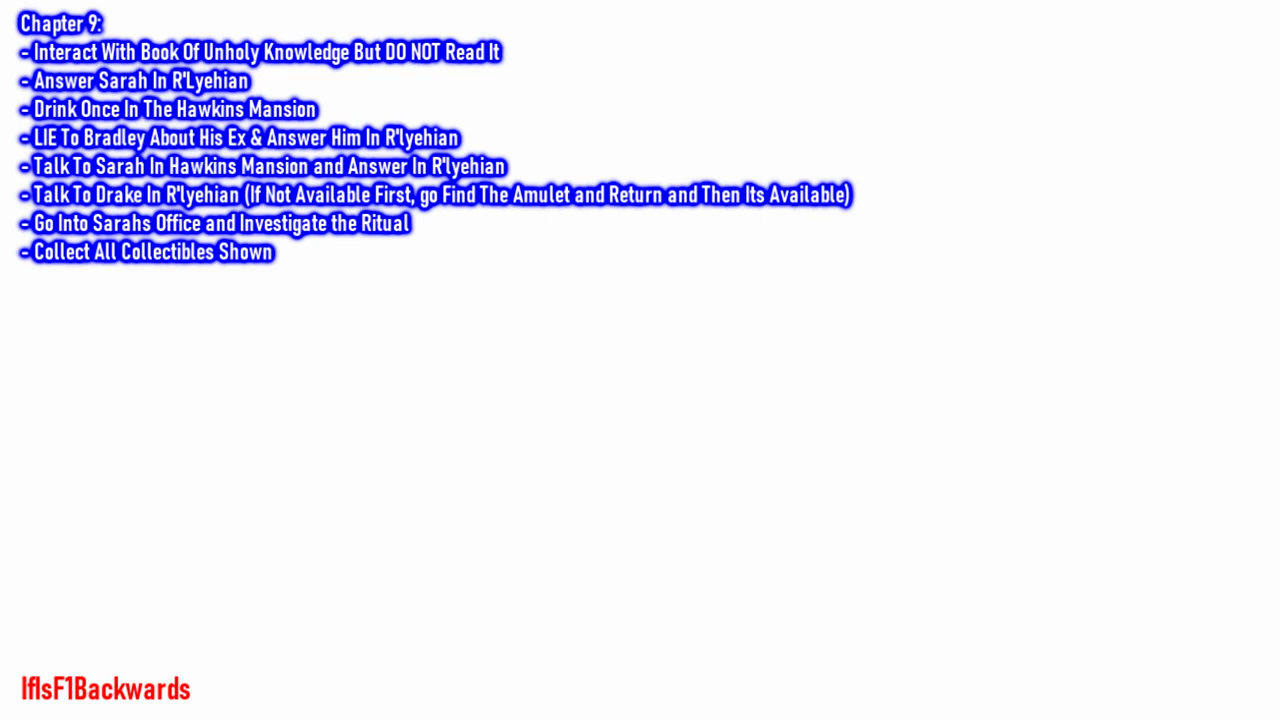 Chapter 9:
- Interact With Book Of Unholy Knowledge But DO NOT Read It
- Answer Sarah In R'Lyehian
- Drink Once In The Hawkins Mansion
- LIE To Bradley About His Ex & Answer Him In R'lyehian
- Talk To Sarah In Hawkins Mansion and Answer In R'lyehian
- Talk To Drake In R'lyehian (If Not Available First, go Find The Amulet and Return and Then Its Available)
- Go Into Sarahs Office and Investigate the Ritual
- Collect All Collectibles Shown
IfIsF1Backwards